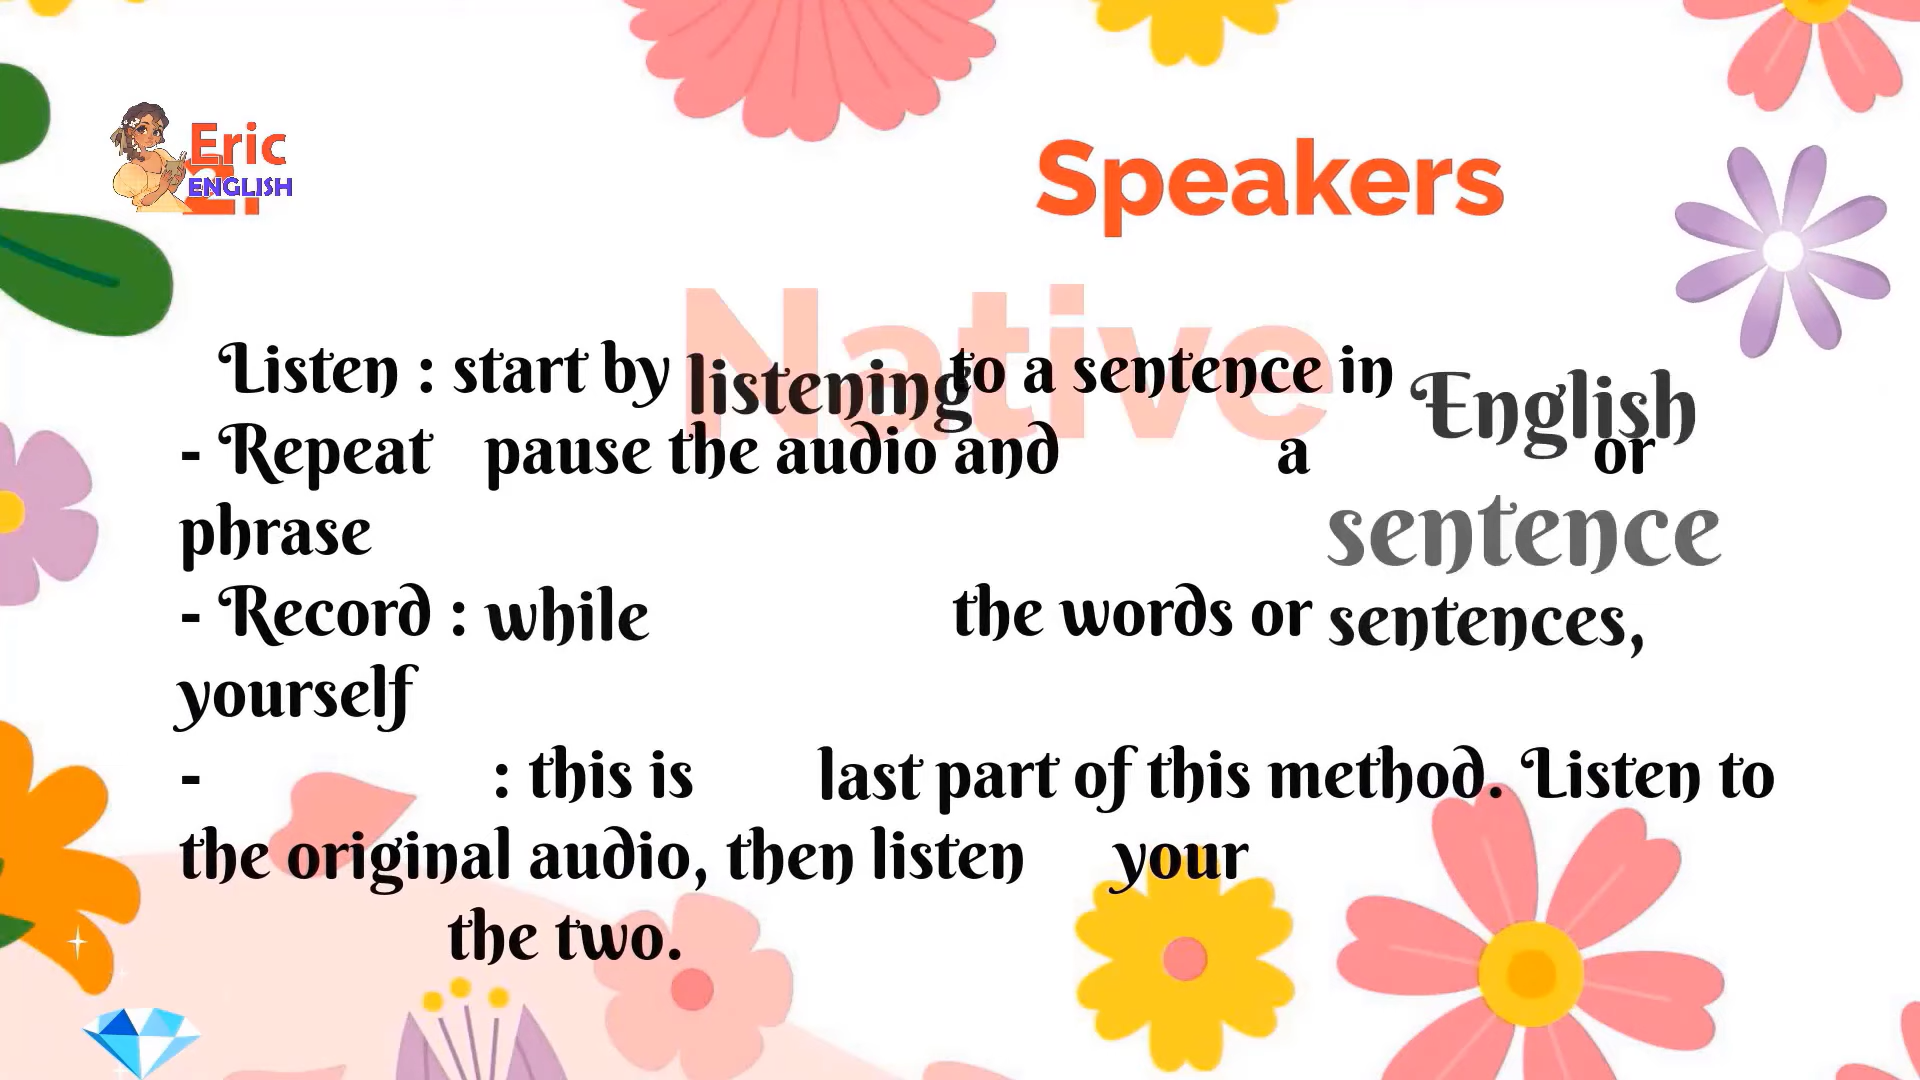 Eric
ENGLISH
2.
Speakers
Native
Listen : start by listening to a sentence in English
- Repeat pause the audio and a sentence or
phrase
- Record : while the words or sentences,
yourself
- : this is last part of this method. Listen to
the original audio, then listen your
the two.